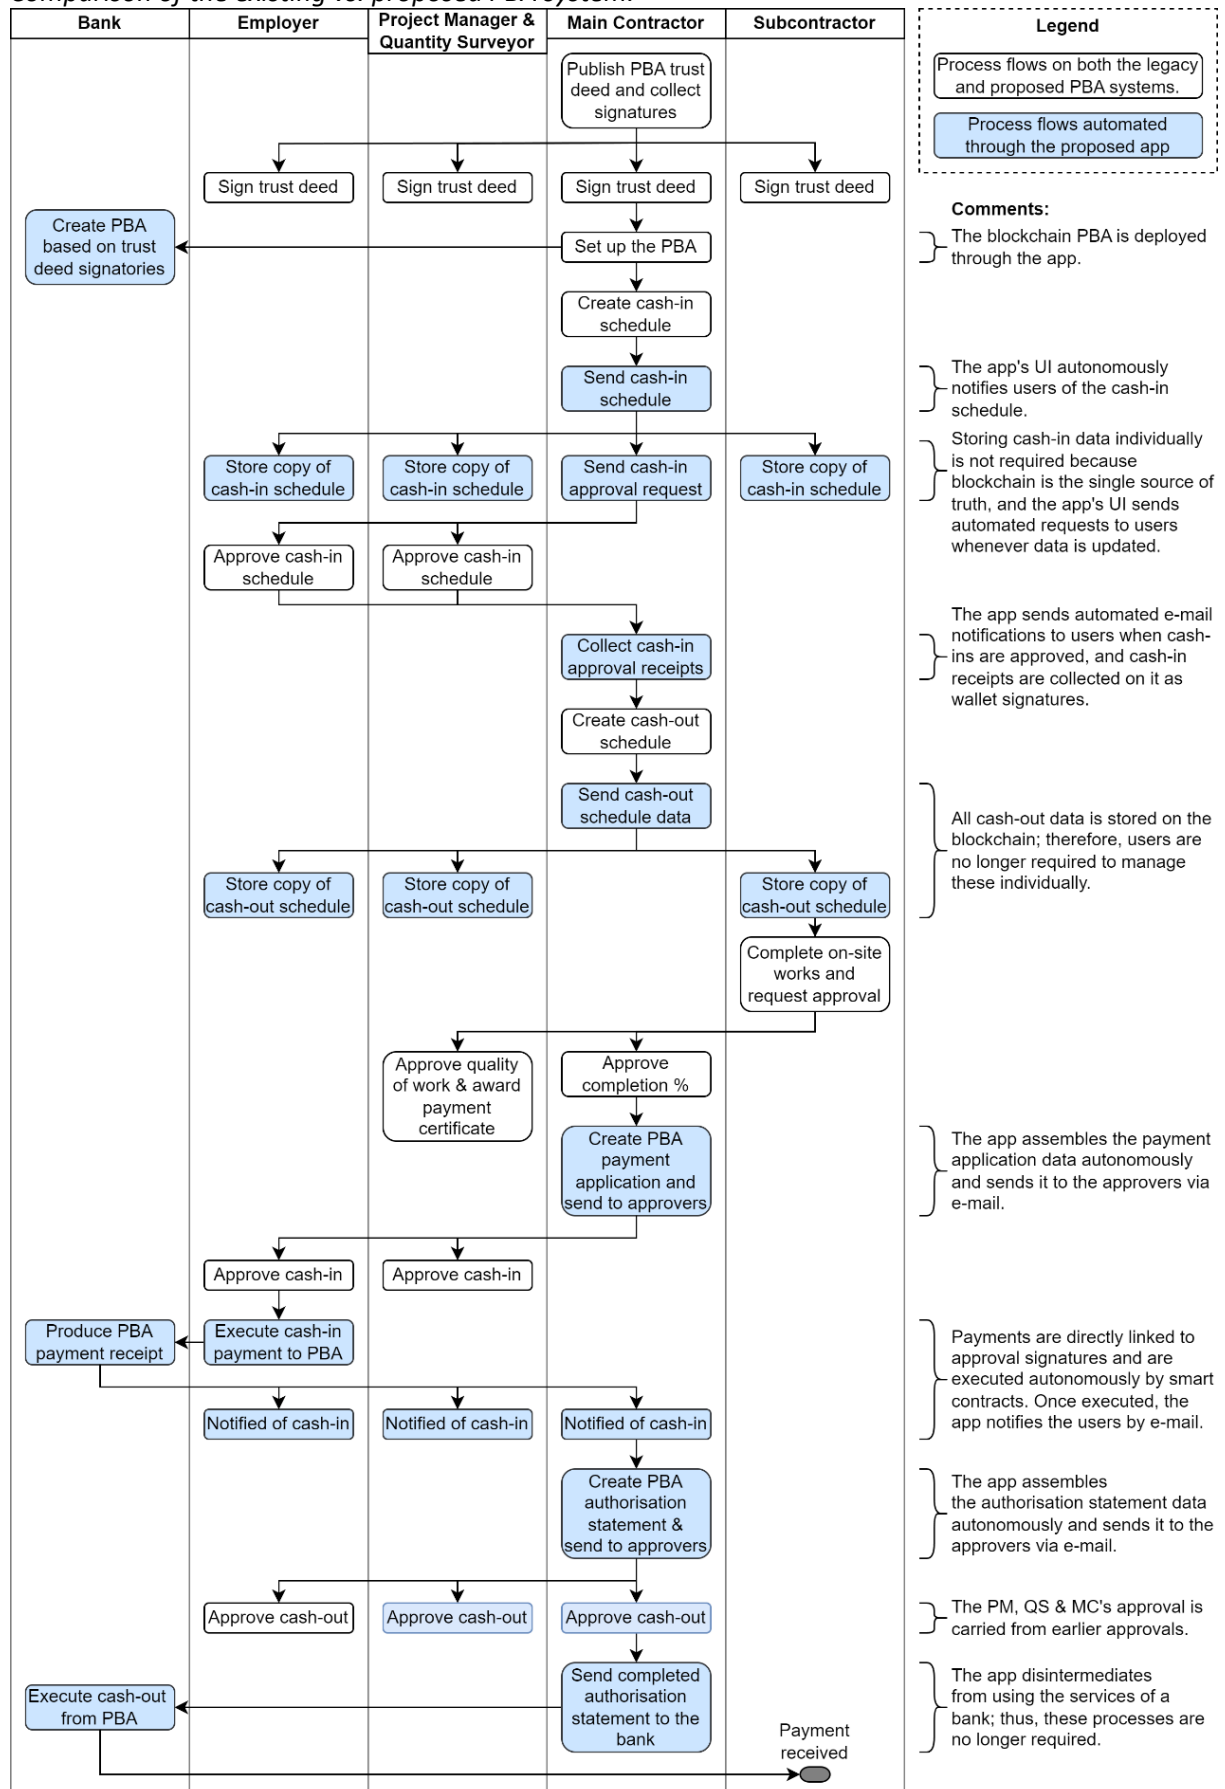 Comparison of the existing vs. proposed PBA system.
Bank
Employer
Project Manager &
Quantity Surveyor
Main Contractor
Subcontractor
Legend
Process flows on both the legacy
and proposed PBA systems.
Process flows automated
through the proposed app
Publish PBA trust
deed and collect
signatures
Sign trust deed
Sign trust deed
Sign trust deed
Sign trust deed
Comments:
Create PBA
based on trust
deed signatories
Set up the PBA
The blockchain PBA is deployed
through the app.
Create cash-in
schedule
Send cash-in
schedule
The app's UI autonomously
notifies users of the cash-in
schedule.
Store copy of
cash-in schedule
Store copy of
cash-in schedule
Send cash-in
approval request
Store copy of
cash-in schedule
Storing cash-in data individually
is not required because
blockchain is the single source of
truth, and the app's UI sends
automated requests to users
whenever data is updated.
Approve cash-in
schedule
Approve cash-in
schedule
Collect cash-in
approval receipts
The app sends automated e-mail
notifications to users when cash-
ins are approved, and cash-in
receipts are collected on it as
wallet signatures.
Create cash-out
schedule
Send cash-out
schedule data
Store copy of
cash-out schedule
Store copy of
cash-out schedule
Store copy of
cash-out schedule
All cash-out data is stored on the
blockchain; therefore, users are
no longer required to manage
these individually.
Complete on-site
works and
request approval
Approve quality
of work & award
payment
certificate
Approve
completion %
Create PBA
payment
application and
send to approvers
The app assembles the payment
application data autonomously
and sends it to the approvers via
e-mail.
Approve cash-in
Approve cash-in
Produce PBA
payment receipt
Execute cash-in
payment to PBA
Notified of cash-in
Notified of cash-in
Notified of cash-in
Payments are directly linked to
approval signatures and are
executed autonomously by smart
contracts. Once executed, the
app notifies the users by e-mail.
Create PBA
authorisation
statement &
send to approvers
The app assembles
the authorisation statement data
autonomously and sends it to the
approvers via e-mail.
Approve cash-out
Approve cash-out
Approve cash-out
The PM, QS & MC's approval is
carried from earlier approvals.
Execute cash-out
from PBA
Send completed
authorisation
statement to the
bank
The app disintermediates
from using the services of a
bank; thus, these processes are
no longer required.
Payment
received